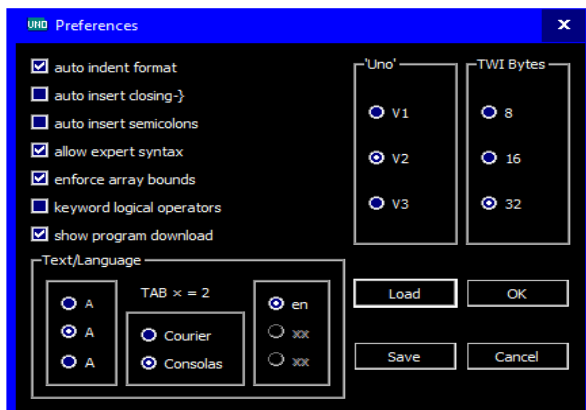 UNO Preferences x
auto indent format
auto insert closing-}
auto insert semicolons
allow expert syntax
enforce array bounds
keyword logical operators
show program download
'Uno'
V1
V2
V3
TWI Bytes
8
16
32
Text/Language
A
A
A
TAB × = 2
Courier
Consolas
en
xx
xx
Load
OK
Save
Cancel